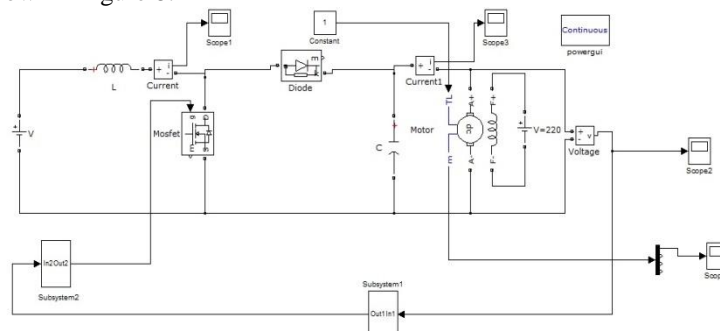 Scope1
1
Constant
Scope3
Continuous
powergui
L
i
Current
Diode
m
k
i
Current1
V
Mosfet
g
D
S
C
Motor
TL
A+
F+
dc
E
A-
F-
V=220
v
Voltage
Scope2
In2Out2
Subsystem2
Subsystem1
Out1In1